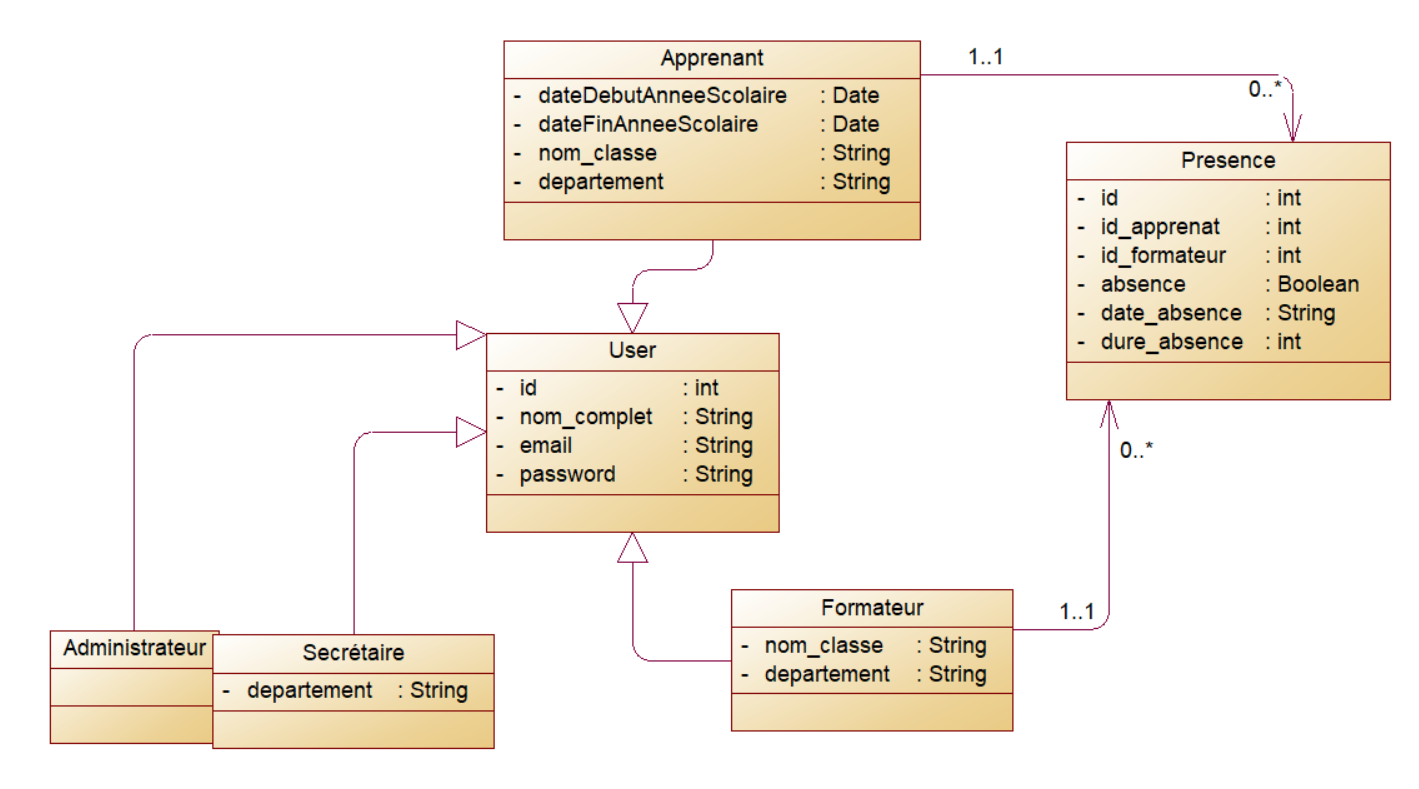 Apprenant
- dateDebutAnneeScolaire : Date
- dateFinAnneeScolaire : Date
- nom_classe : String
- departement : String
1..1
0..*
Presence
- id : int
- id_apprenat : int
- id_formateur : int
- absence : Boolean
- date_absence : String
- dure_absence : int
User
- id : int
- nom_complet : String
- email : String
- password : String
0..*
1..1
Formateur
- nom_classe : String
- departement : String
Administrateur
Secrétaire
- departement : String